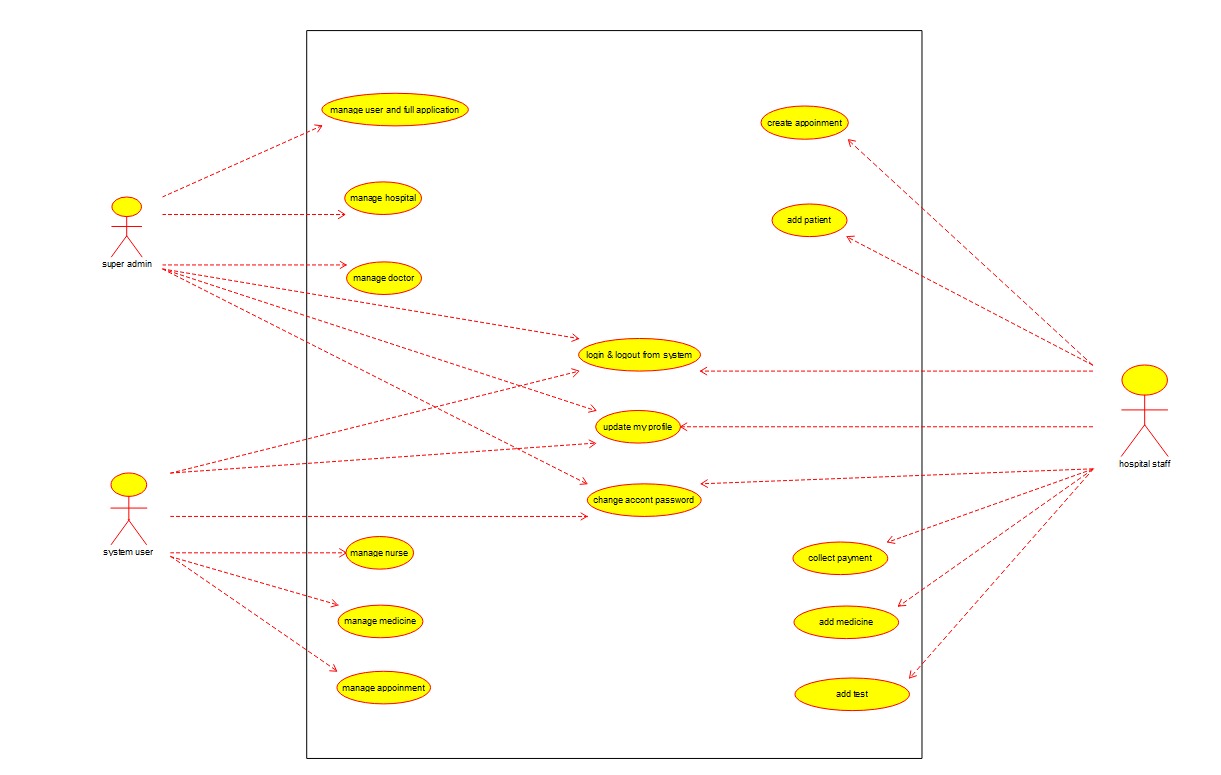 manage user and full application
create appoinment
manage hospital
add patient
super admin
manage doctor
login & logout from system
update my profile
hospital staff
change accont password
system user
manage nurse
collect payment
manage medicine
add medicine
manage appoinment
add test